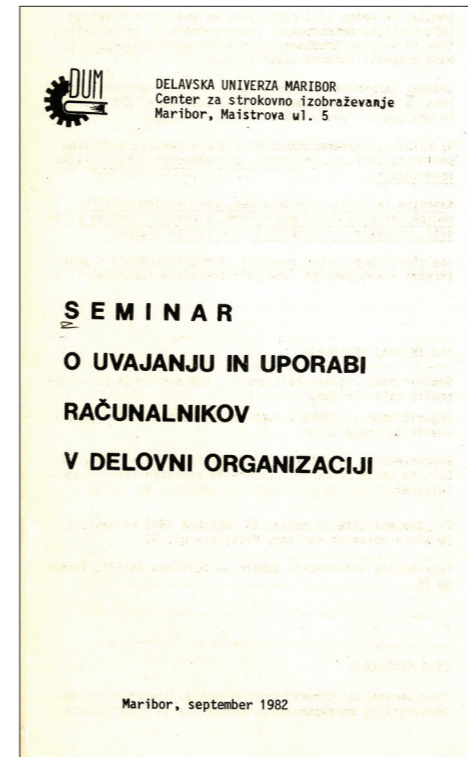 DUM
DELAVSKA UNIVERZA MARIBOR
Center za strokovno izobraževanje
Maribor, Maistrova ul. 5
SEMINAR
O UVAJANJU IN UPORABI
RAČUNALNIKOV
V DELOVNI ORGANIZACIJI
Maribor, september 1982